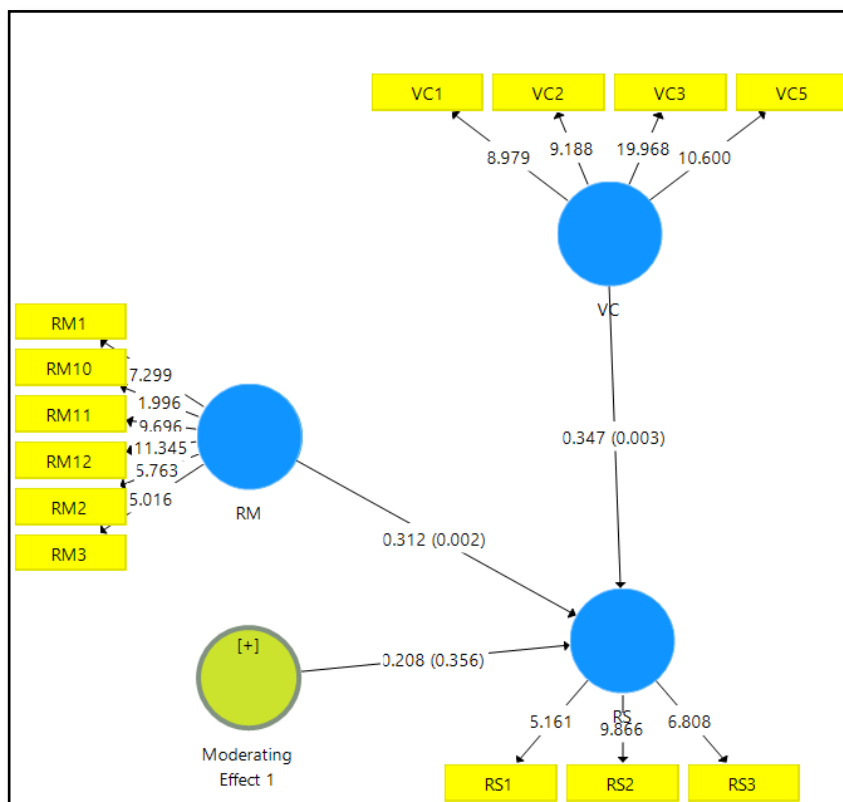 VC1
VC2
VC3
VC5
8.979
9.188
19.968
10.600
VC
RM1
RM10
RM11
RM12
RM2
RM3
7.299
1.996
9.696
11.345
5.763
5.016
RM
0.347 (0.003)
0.312 (0.002)
[+]
0.208 (0.356)
Moderating
Effect 1
RS
5.161
9.866
6.808
RS1
RS2
RS3